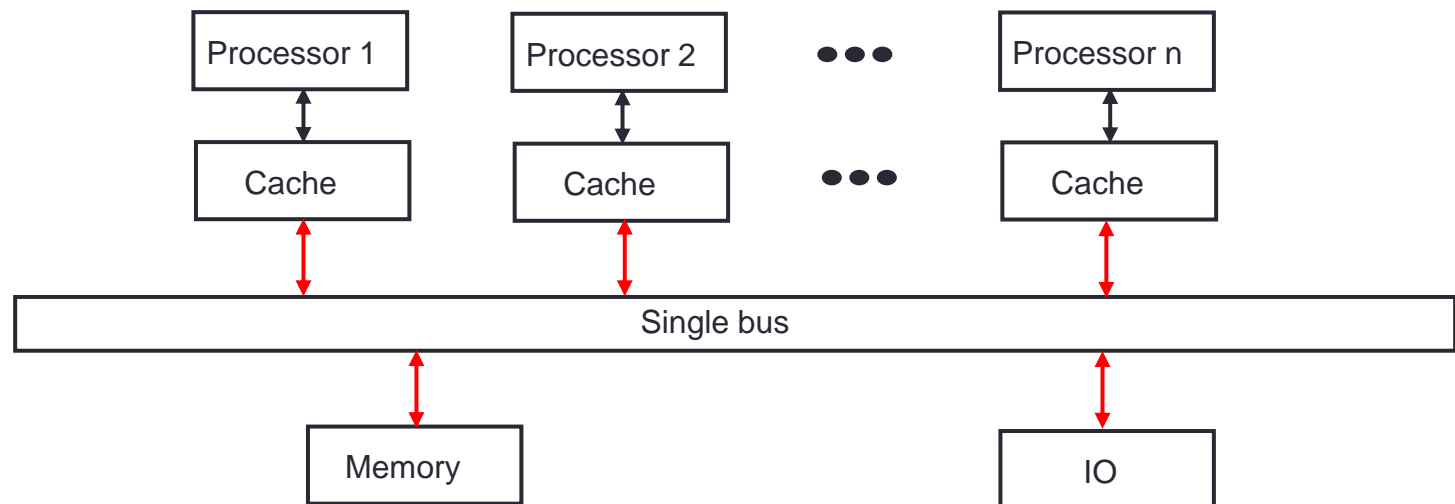 Processor 1
Processor 2
Processor n
Cache
Cache
Cache
Single bus
Memory
IO